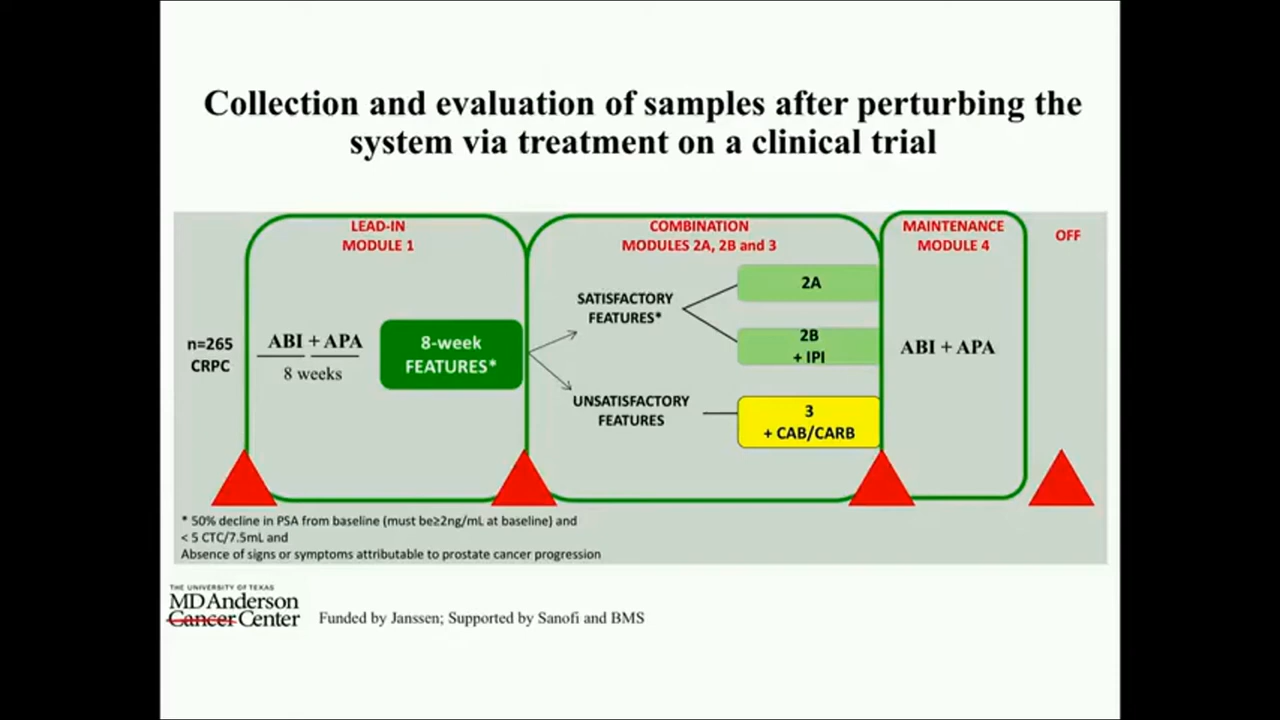 Collection and evaluation of samples after perturbing the
system via treatment on a clinical trial
LEAD-IN
MODULE 1
COMBINATION
MODULES 2A, 2B and 3
MAINTENANCE
MODULE 4
OFF
n=265
CRPC
ABI + APA
8 weeks
8-week
FEATURES*
SATISFACTORY
FEATURES*
UNSATISFACTORY
FEATURES
2A
2B
+ IPI
3
+ CAB/CARB
ABI + APA
* 50% decline in PSA from baseline (must be≥2ng/mL at baseline) and
< 5 CTC/7.5mL and
Absence of signs or symptoms attributable to prostate cancer progression
THE UNIVERSITY OF TEXAS
MD Anderson
Cancer Center
Funded by Janssen; Supported by Sanofi and BMS